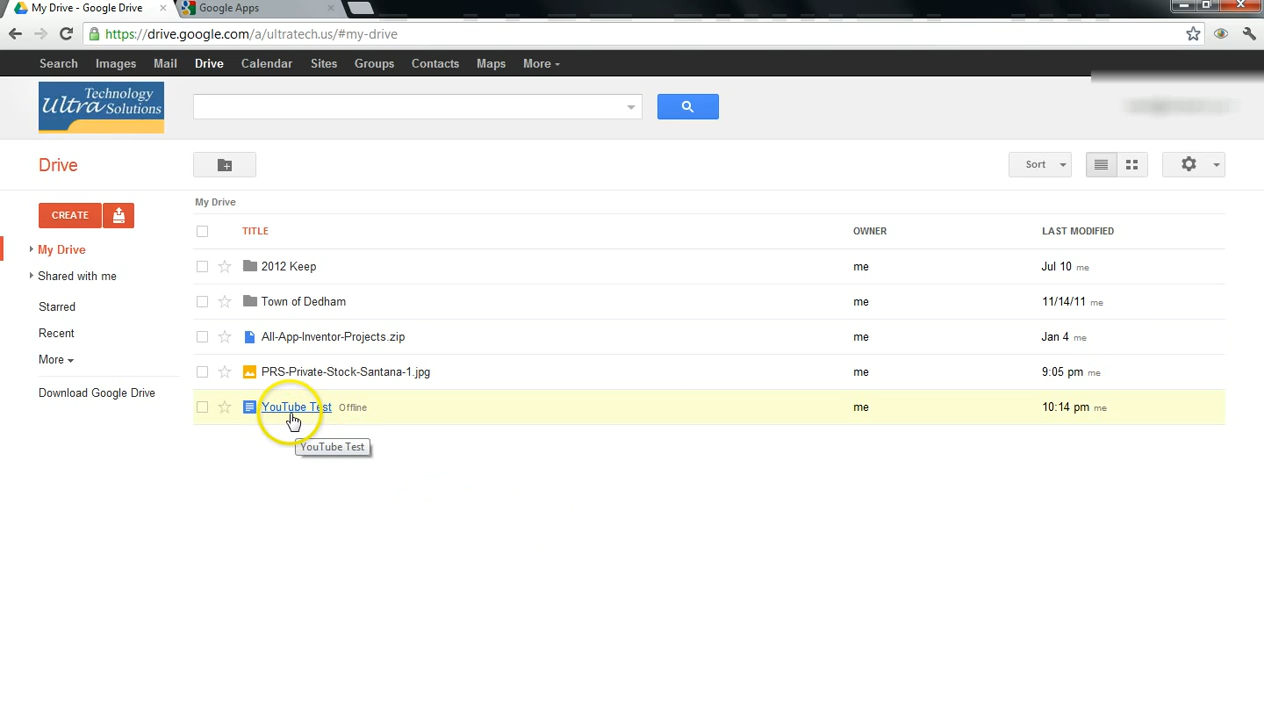 My Drive - Google Drive
Google Apps
https://drive.google.com/a/ultratech.us/#my-drive
Search Images Mail Drive Calendar Sites Groups Contacts Maps More
Technology
Ultra Solutions
Drive
Sort
My Drive
CREATE
TITLE OWNER LAST MODIFIED
My Drive
2012 Keep me Jul 10 me
Shared with me
Town of Dedham me 11/14/11 me
Starred
Recent
All-App-Inventor-Projects.zip me Jan 4 me
More
PRS-Private-Stock-Santana-1.jpg me 9:05 pm me
Download Google Drive
YouTube Test Offline me 10:14 pm me
YouTube Test